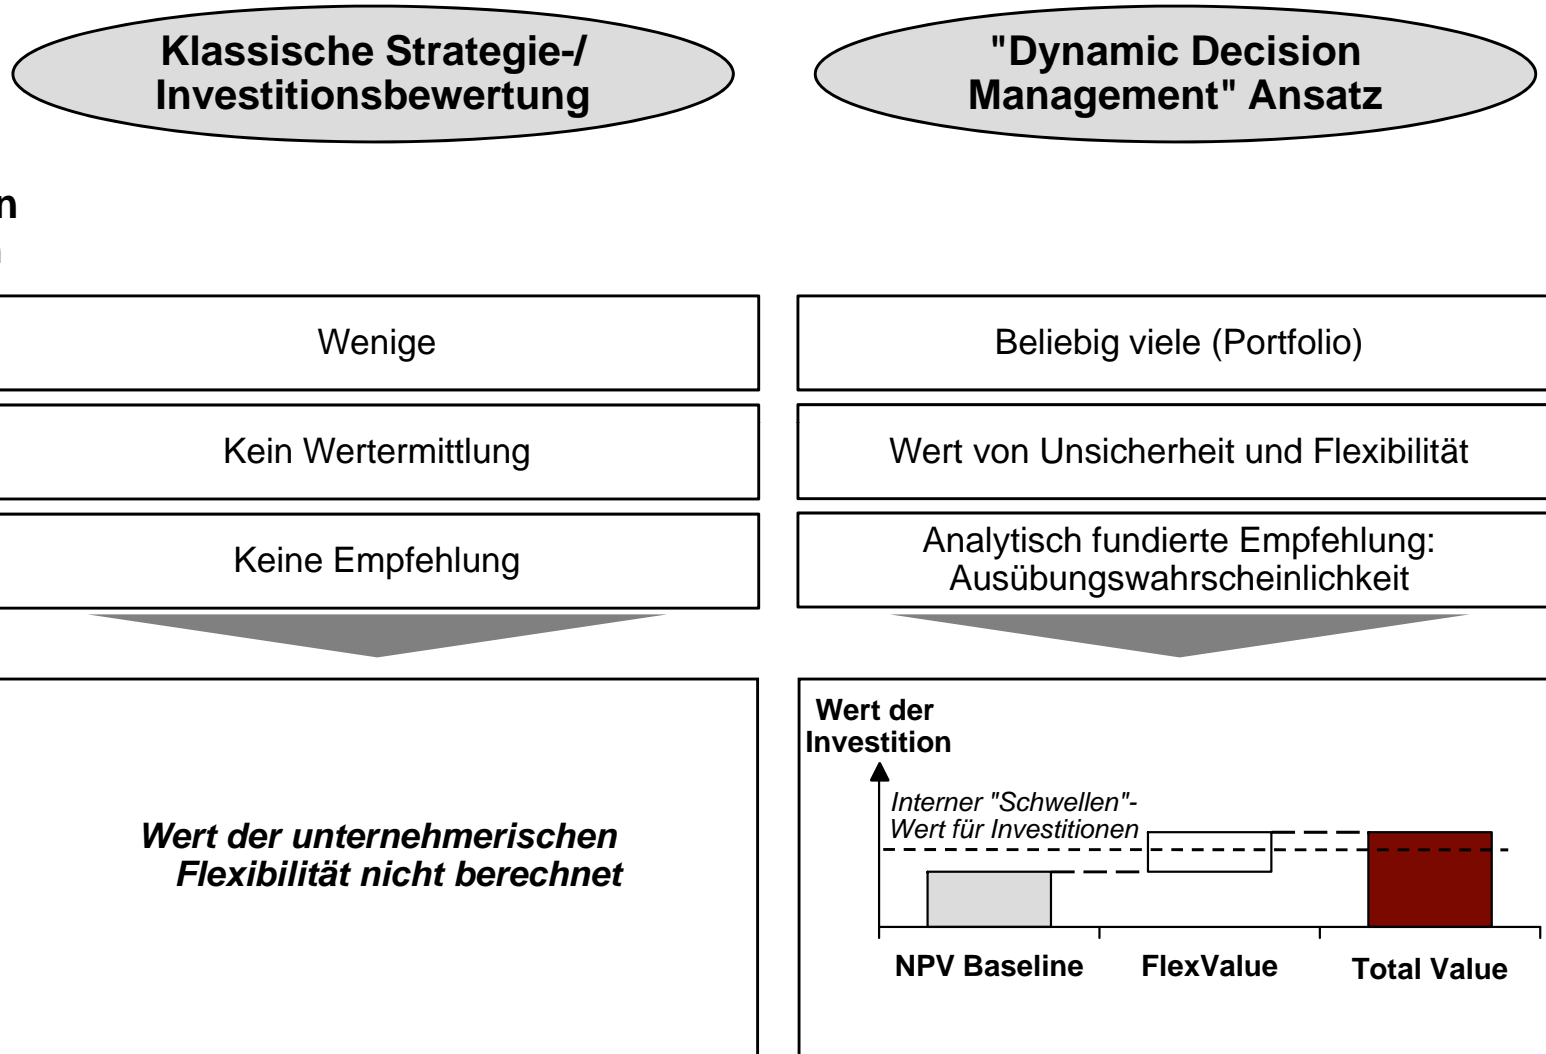 Klassische Strategie-/
Investitionsbewertung
"Dynamic Decision
Management" Ansatz
n
Wenige
Beliebig viele (Portfolio)
Kein Wertermittlung
Wert von Unsicherheit und Flexibilität
Keine Empfehlung
Analytisch fundierte Empfehlung:
Ausübungswahrscheinlichkeit
Wert der unternehmerischen
Flexibilität nicht berechnet
Wert der
Investition
Interner "Schwellen"-
Wert für Investitionen
NPV Baseline
FlexValue
Total Value